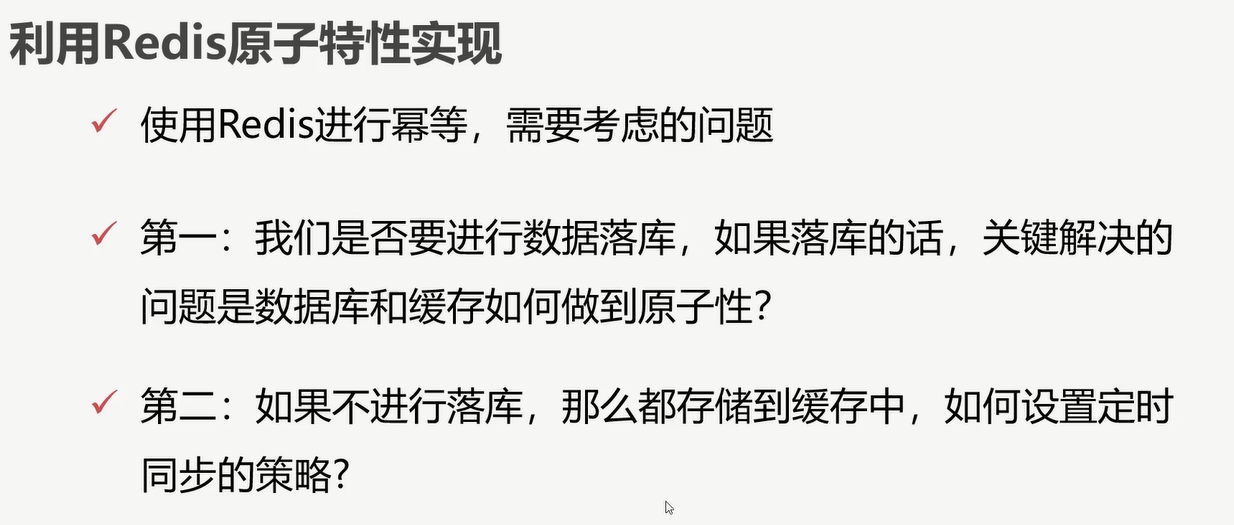 利用Redis原子特性实现
使用Redis进行幂等，需要考虑的问题
第一：我们是否要进行数据落库，如果落库的话，关键解决的
问题是数据库和缓存如何做到原子性？
第二：如果不进行落库，那么都存储到缓存中，如何设置定时
同步的策略?